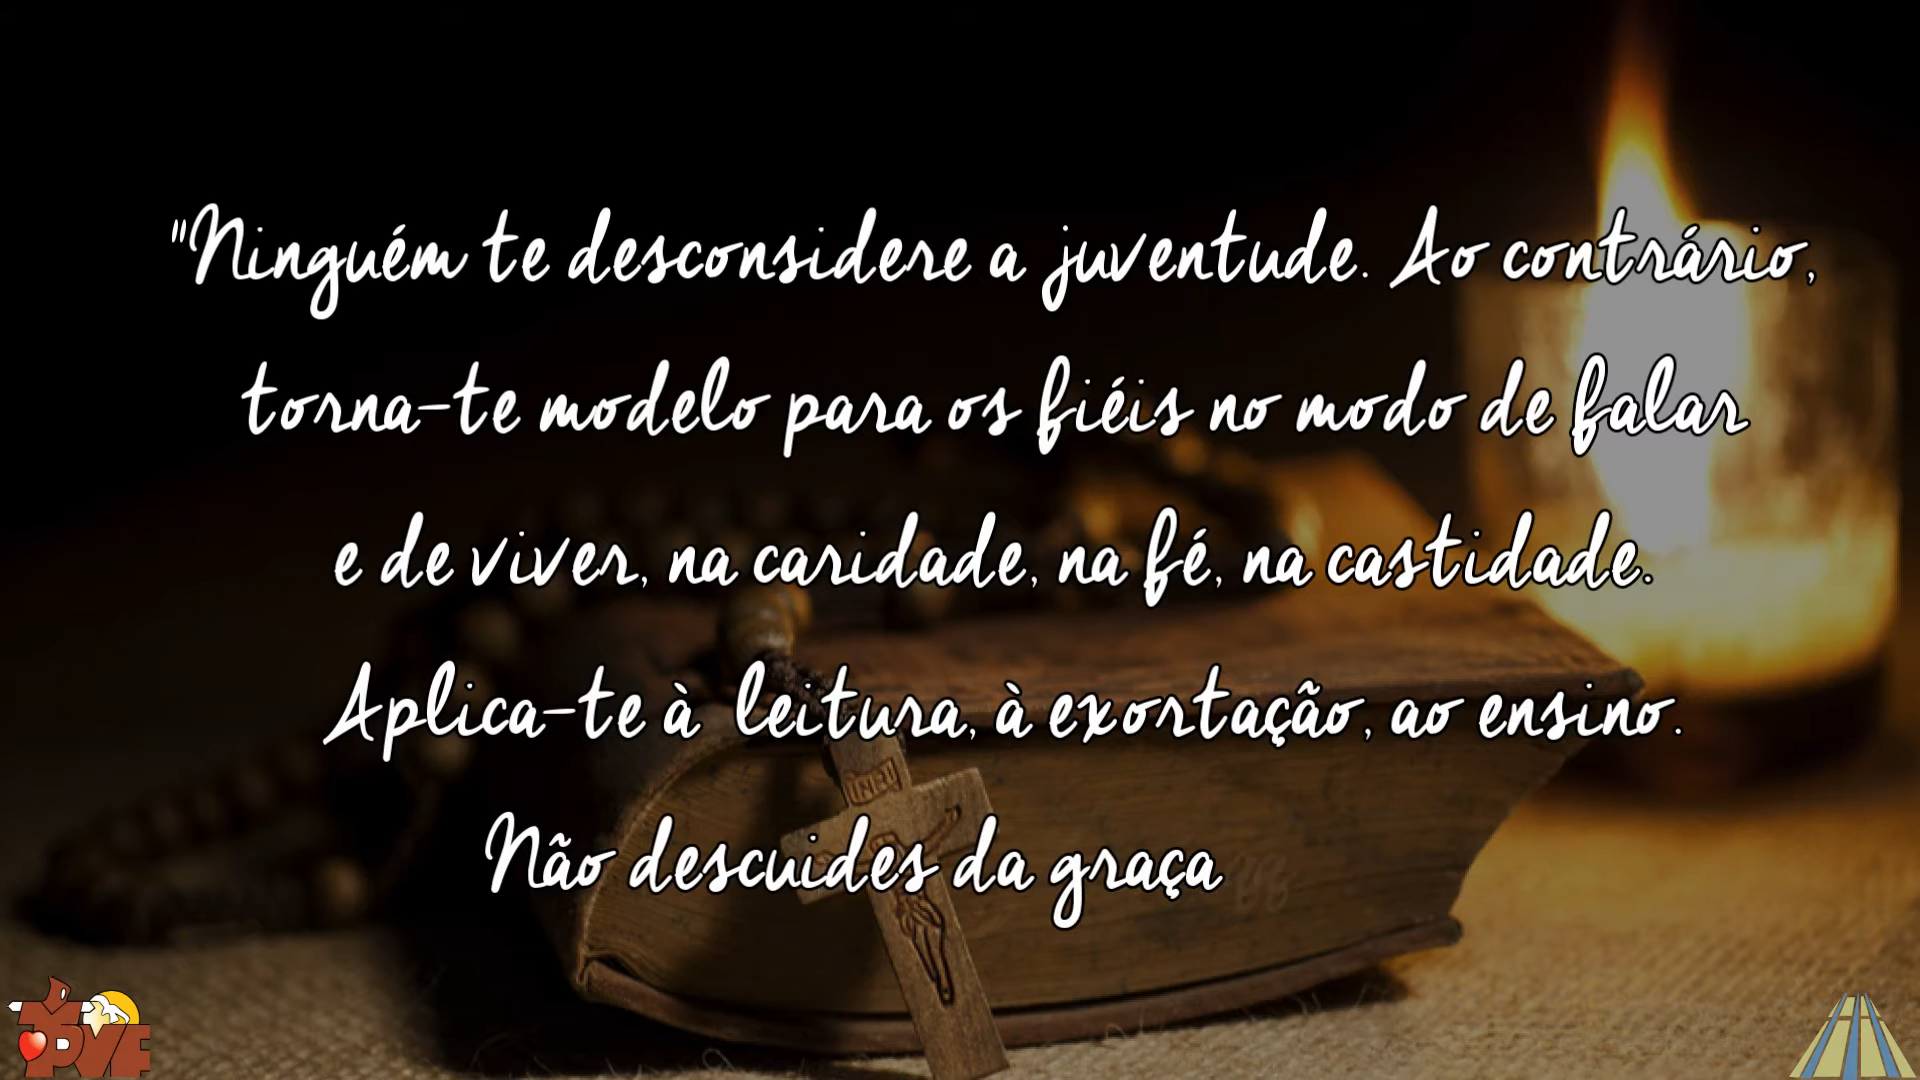 "Ninguém te desconsidere a juventude. Ao contrário,
torna-te modelo para os fiéis no modo de falar
e de viver, na caridade, na fé, na castidade.
Aplica-te à leitura, à exortação, ao ensino.
Não descuides da graça
INRI